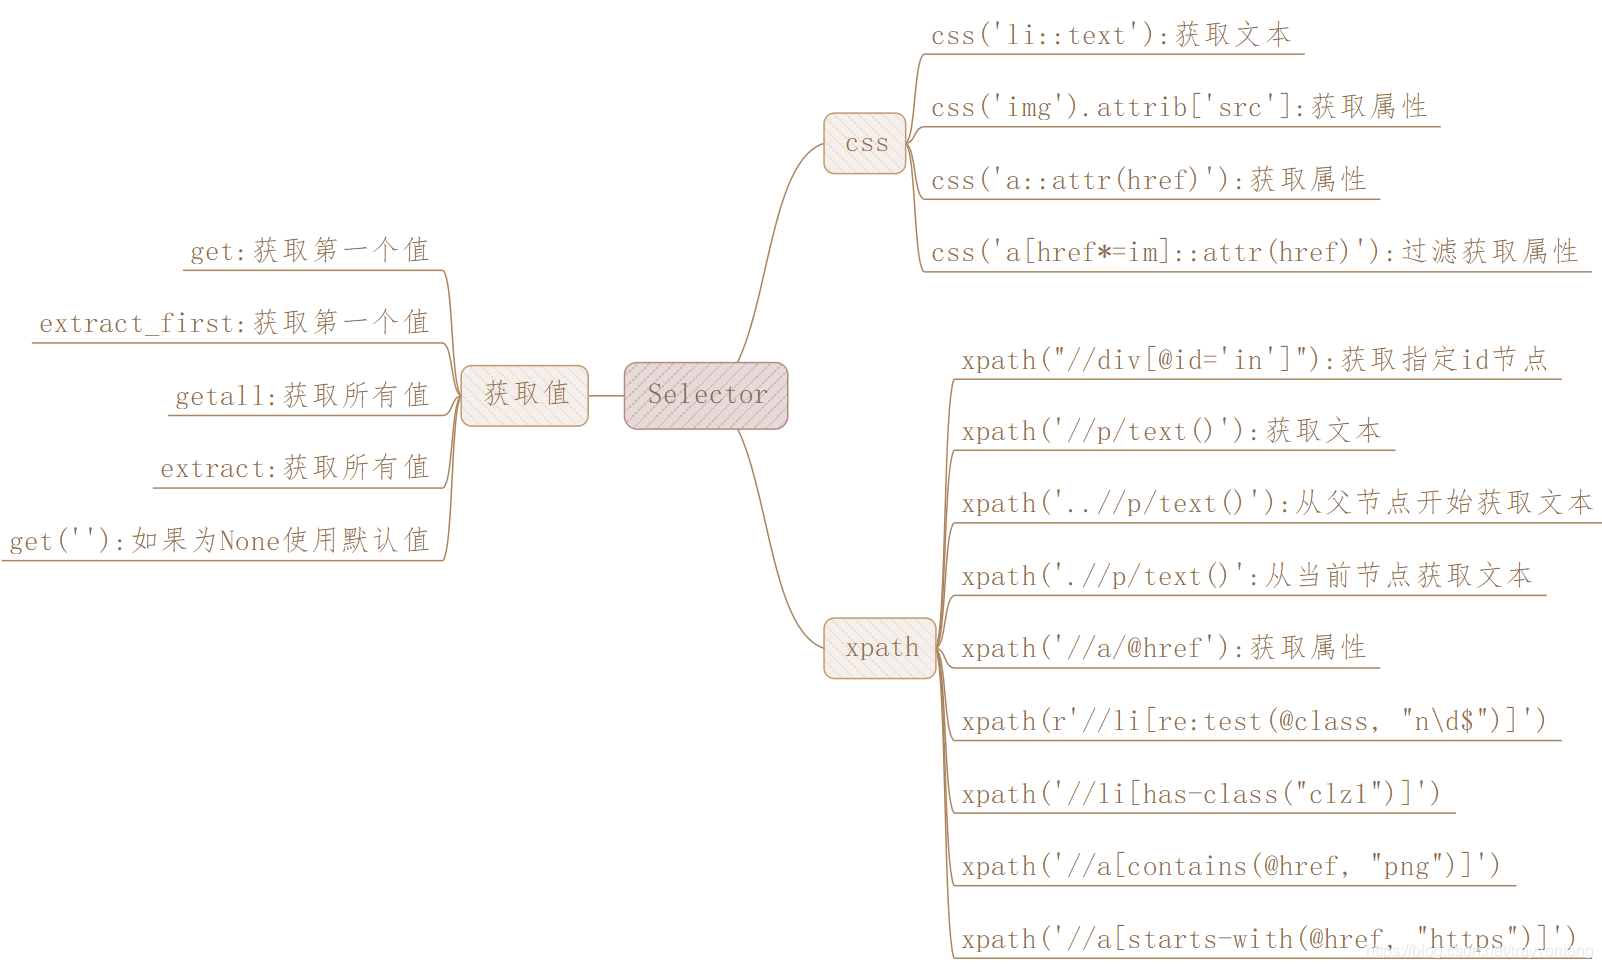 Selector
css
css('li::text'):获取文本
css('img').attrib['src']:获取属性
css('a::attr(href)'):获取属性
css('a[href*=im]::attr(href)'):过滤获取属性
xpath
xpath("//div[@id='in']"):获取指定id节点
xpath('//p/text()'):获取文本
xpath('..//p/text()'):从父节点开始获取文本
xpath('.//p/text()':从当前节点获取文本
xpath('//a/@href'):获取属性
xpath(r'//li[re:test(@class, "n\d$")]')
xpath('//li[has-class("clz1")]')
xpath('//a[contains(@href, "png")]')
xpath('//a[starts-with(@href, "https")]')
获取值
get:获取第一个值
extract_first:获取第一个值
getall:获取所有值
extract:获取所有值
get(''):如果为None使用默认值